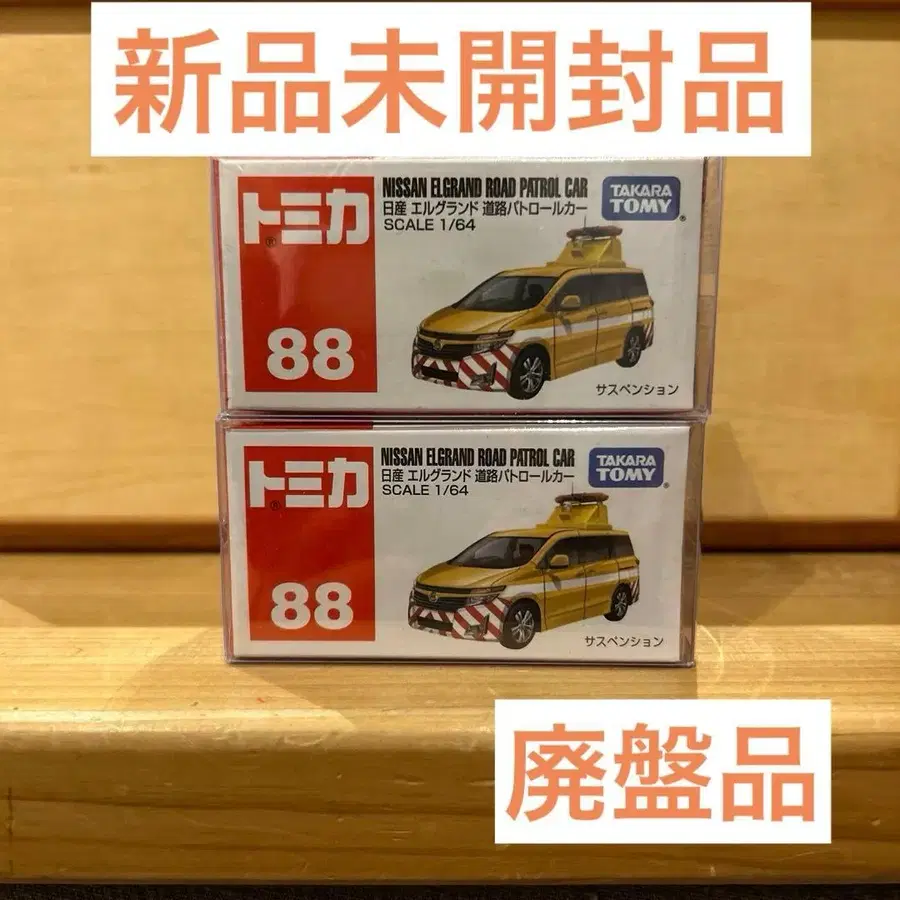 新品未開封品
トミカ
NISSAN ELGRAND ROAD PATROL CAR
日産 エルグランド 道路パトロールカー
SCALE 1/64
TAKARA
TOMY
88
サスペンション
トミカ
NISSAN ELGRAND ROAD PATROL CAR
日産 エルグランド 道路パトロールカー
SCALE 1/64
TAKARA
TOMY
88
サスペンション
廃盤品